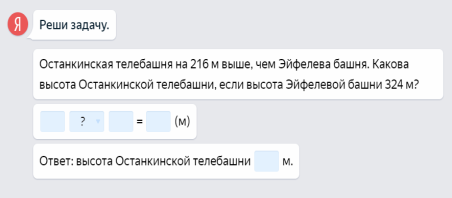 Я
Реши задачу.
Останкинская телебашня на 216 м выше, чем Эйфелева башня. Какова
высота Останкинской телебашни, если высота Эйфелевой башни 324 м?
? = (м)
Ответ: высота Останкинской телебашни м.